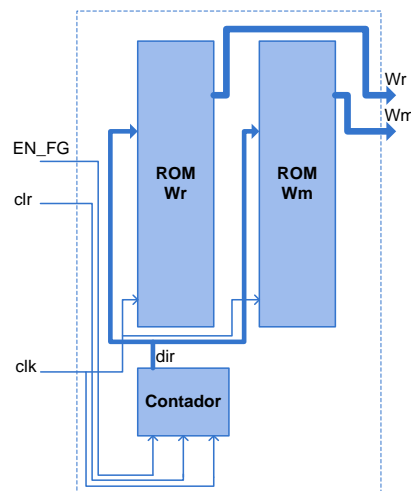 Wr
Wm
EN_FG
ROM
Wr
ROM
Wm
clr
clk
dir
Contador